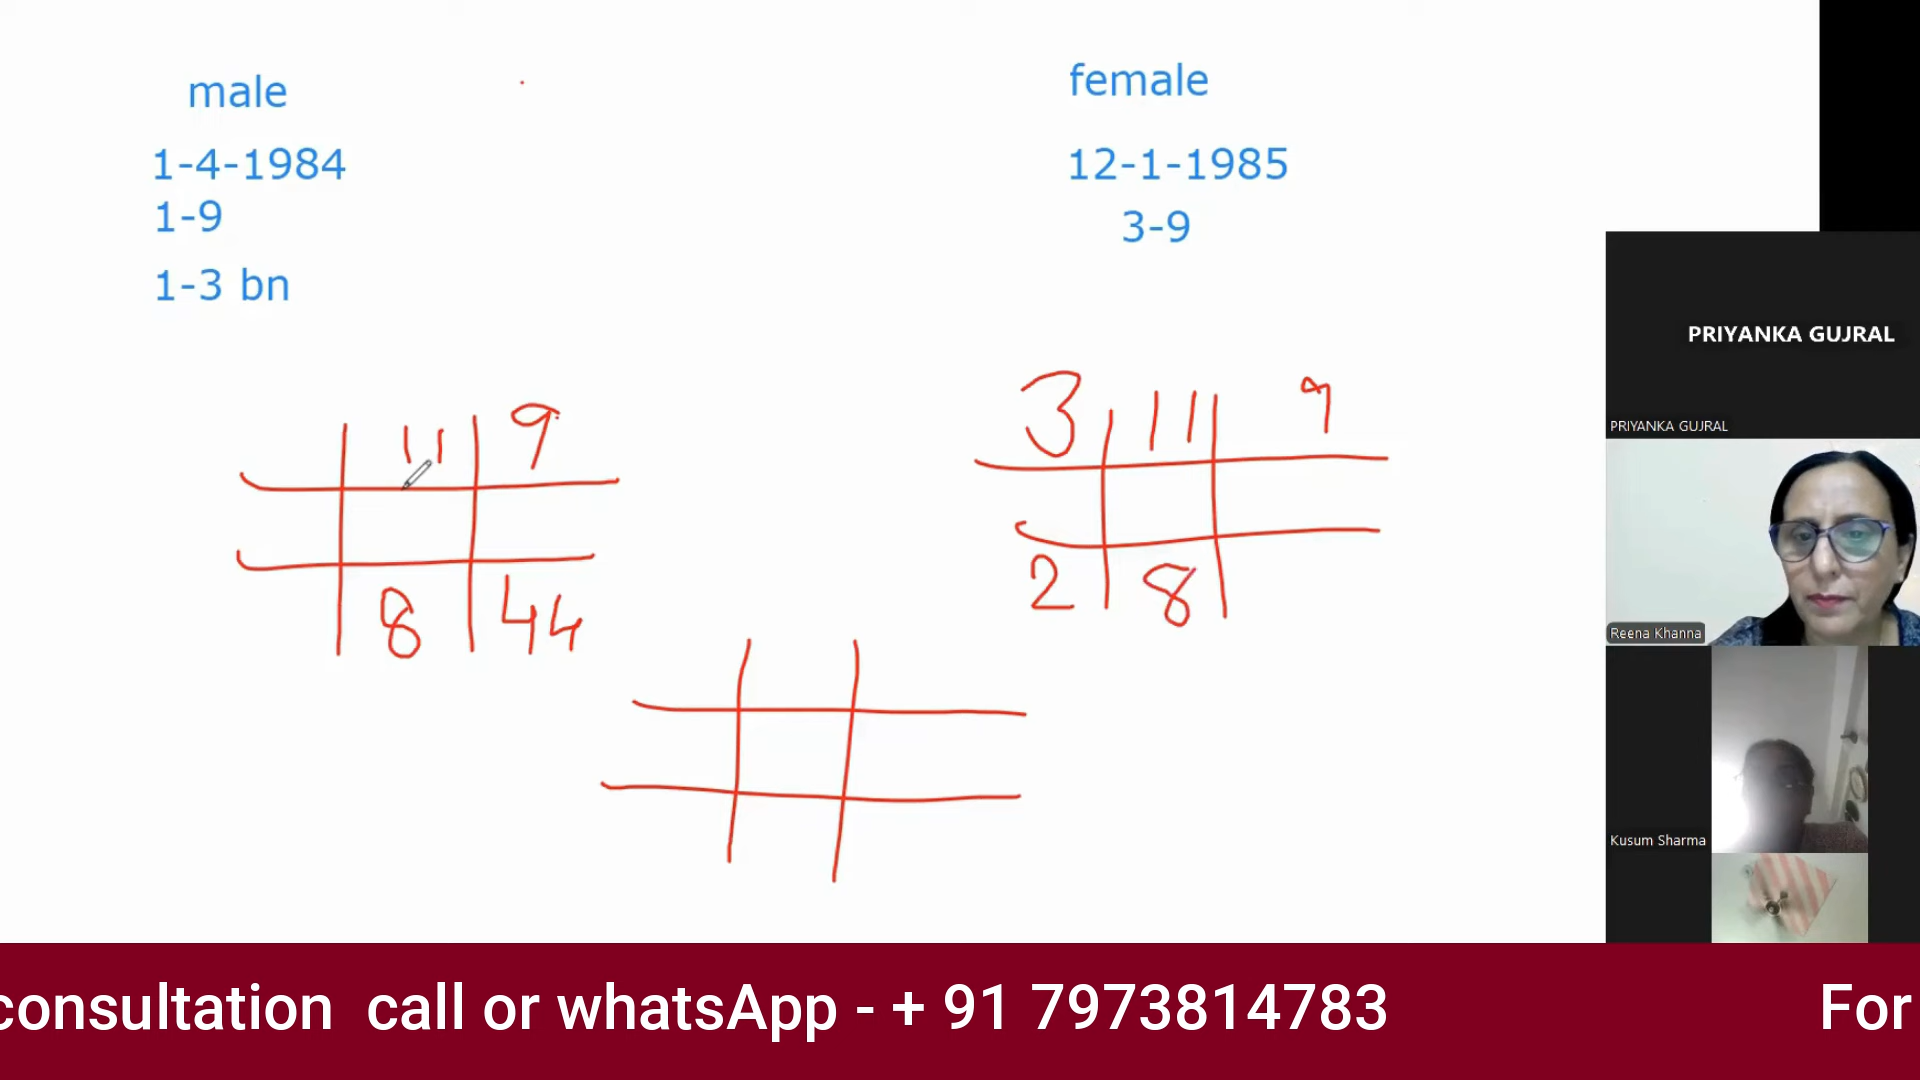 male
1-4-1984
1-9
1-3 bn
female
12-1-1985
3-9
11 9
8 44
3 11 9
2 8
PRIYANKA GUJRAL
PRIYANKA GUJRAL
Reena Khanna
Kusum Sharma
consultation call or whatsApp - + 91 7973814783 For